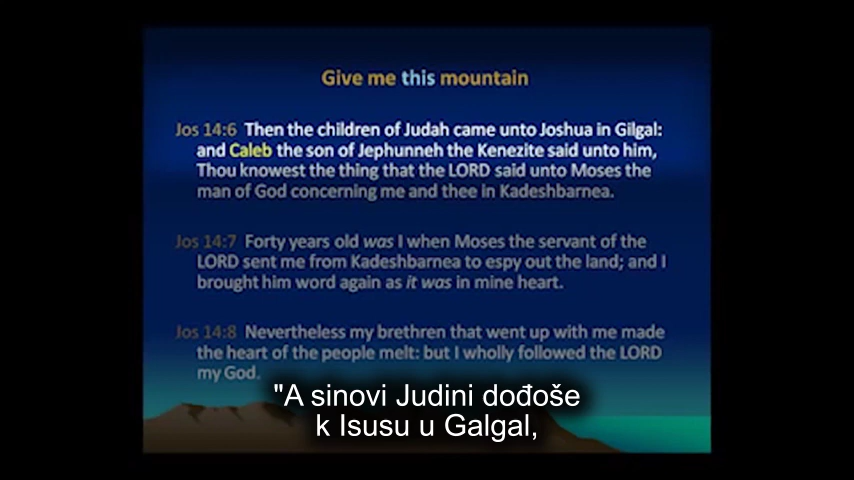 Give me this mountain
Jos 14:6 Then the children of Judah came unto Joshua in Gilgal:
and Caleb the son of Jephunneh the Kenezite said unto him,
Thou knowest the thing that the LORD said unto Moses the
man of God concerning me and thee in Kadeshbarnea.
Jos 14:7 Forty years old was I when Moses the servant of the
LORD sent me from Kadeshbarnea to espy out the land; and I
brought him word again as it was in mine heart.
Jos 14:8 Nevertheless my brethren that went up with me made
the heart of the people melt: but I wholly followed the LORD
my God.
"A sinovi Judini dođoše
k Isusu u Galgal,